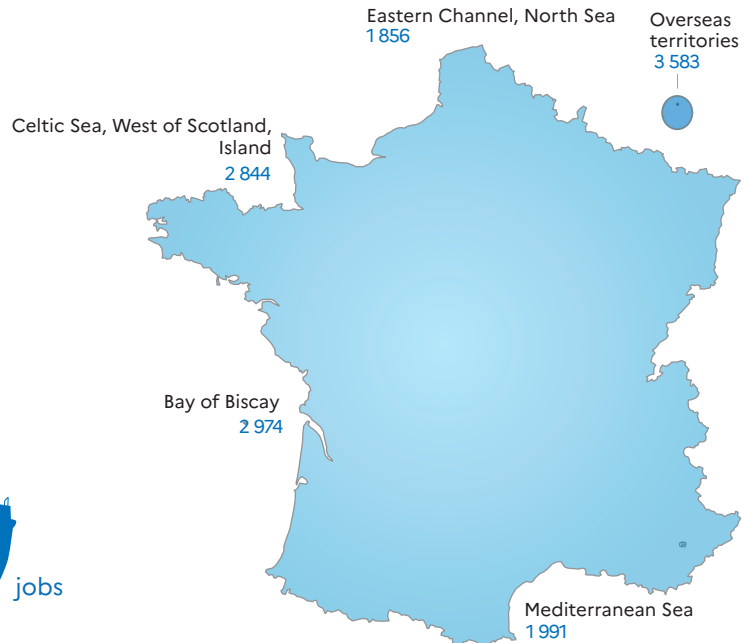 Eastern Channel, North Sea
1 856
Overseas
territories
3 583
Celtic Sea, West of Scotland,
Island
2 844
Bay of Biscay
2 974
jobs
Mediterranean Sea
1 991